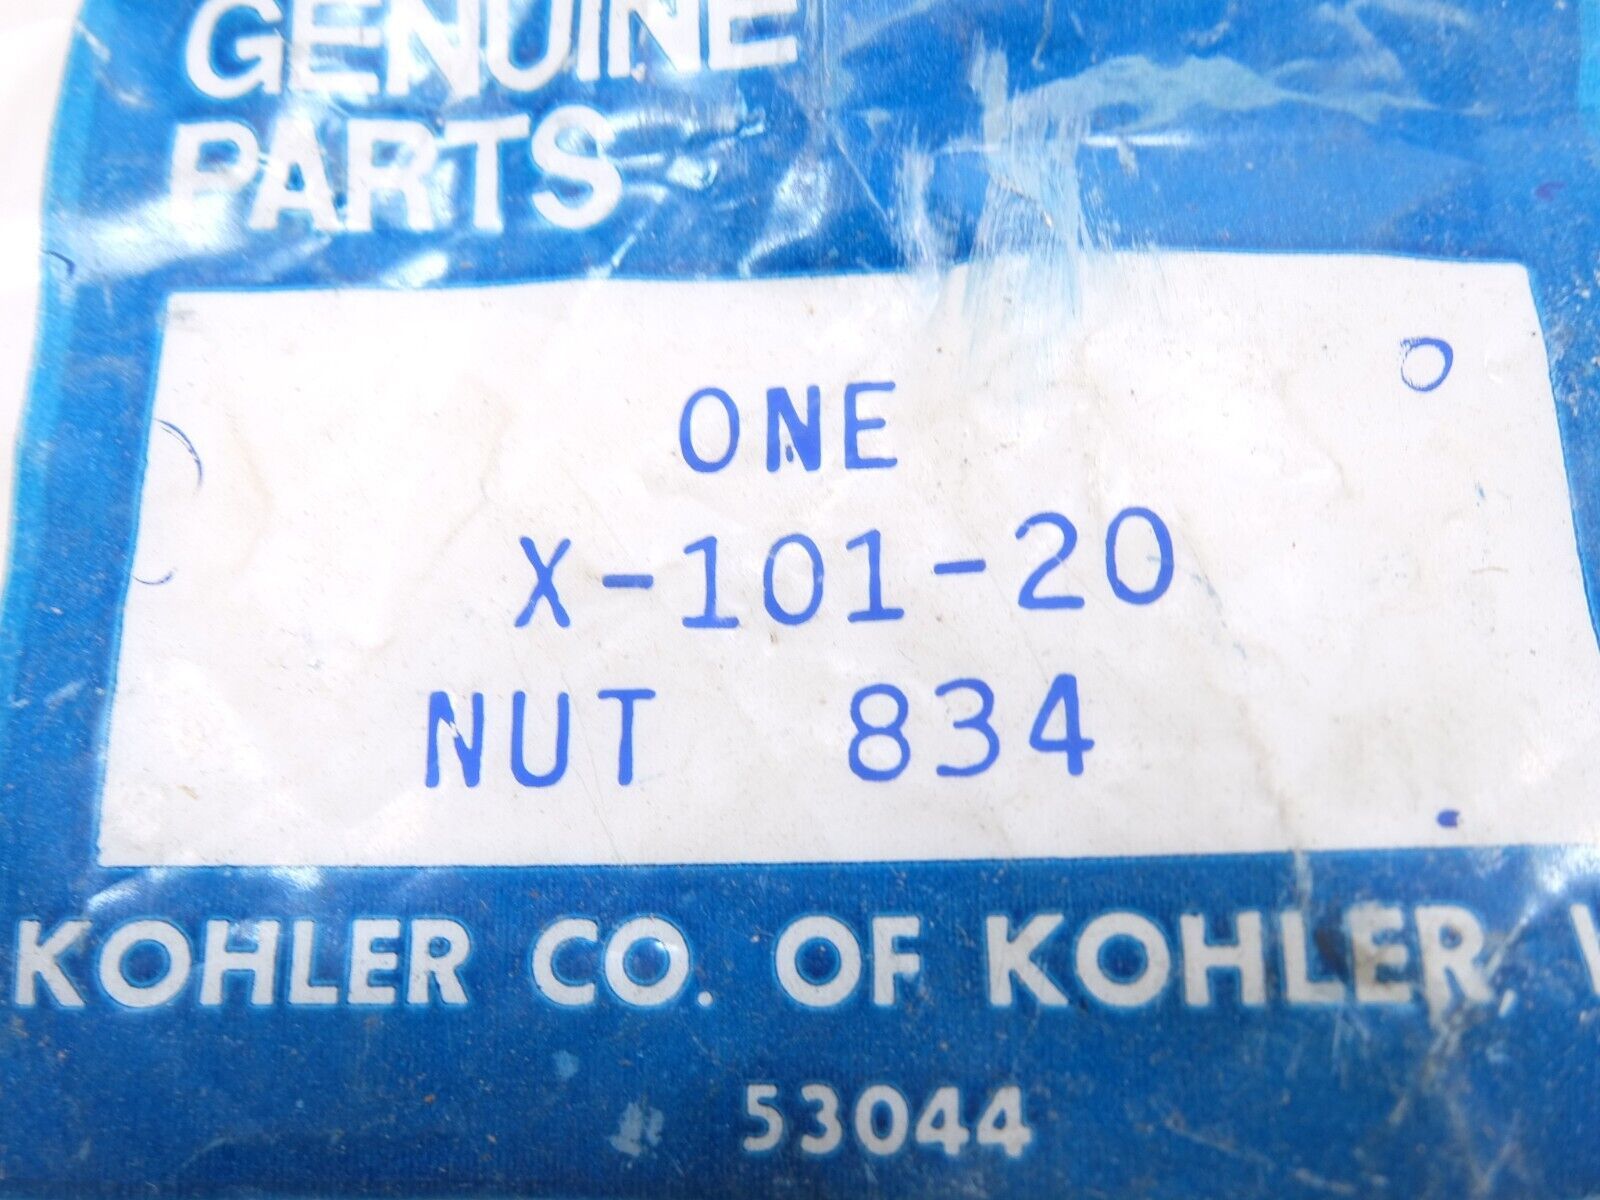 GENUINE
PARTS
ONE
X-101-20
NUT 834
KOHLER CO. OF KOHLER
53044